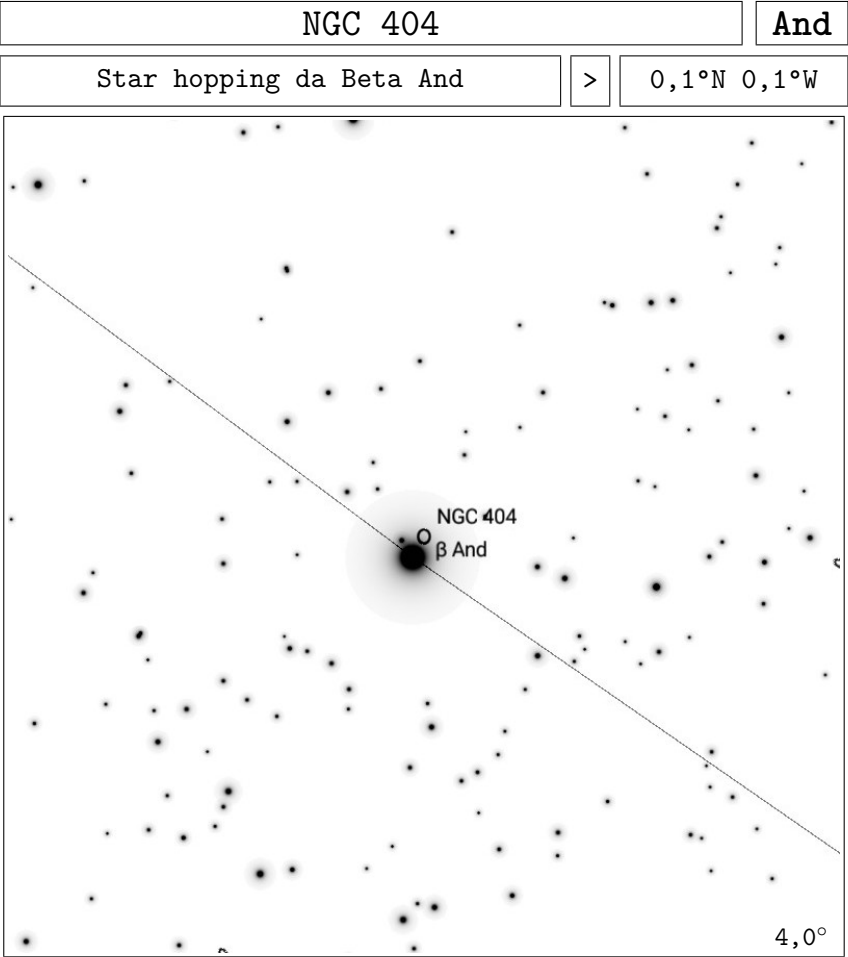 NGC 404
And
Star hopping da Beta And
>
0,1°N 0,1°W
NGC 404
β And
4,0°